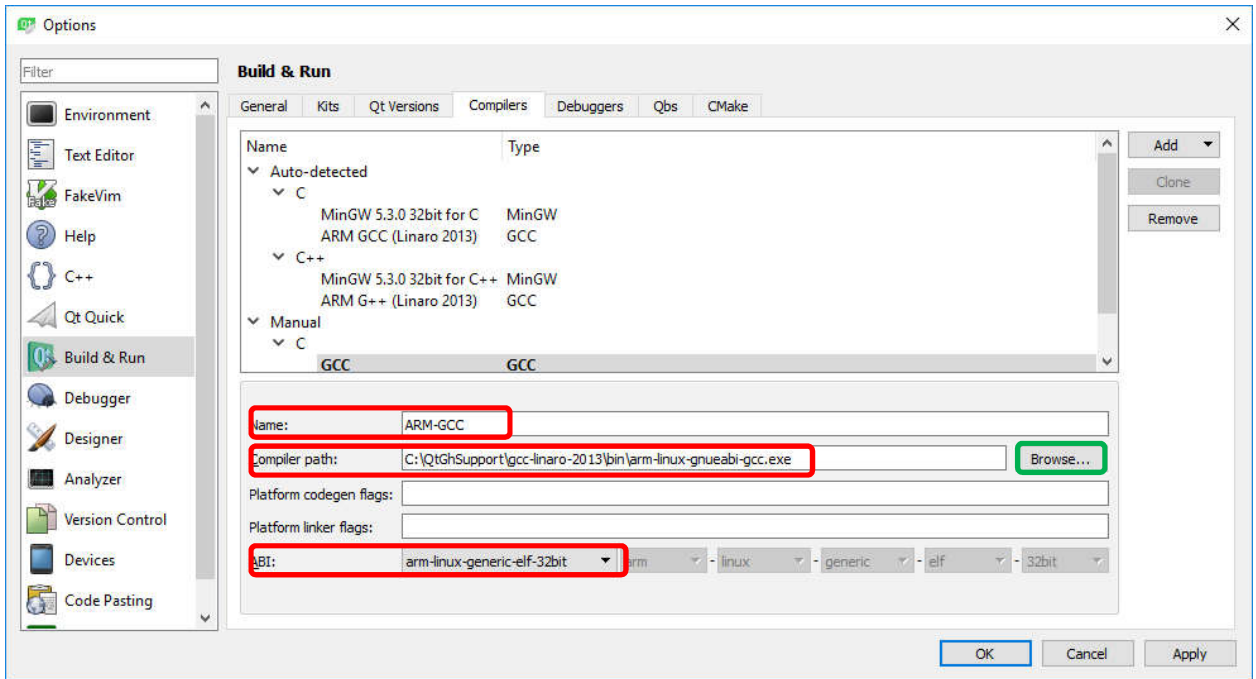 Options
Filter
Environment
Text Editor
FakeVim
Help
C++
Qt Quick
Build & Run
Debugger
Designer
Analyzer
Version Control
Devices
Code Pasting
Build & Run
General Kits Qt Versions Compilers Debuggers Qbs CMake
Name Type
Auto-detected
C
MinGW 5.3.0 32bit for C MinGW
ARM GCC (Linaro 2013) GCC
C++
MinGW 5.3.0 32bit for C++ MinGW
ARM G++ (Linaro 2013) GCC
Manual
C
GCC GCC
Add
Clone
Remove
Name: ARM-GCC
Compiler path: C:\QtGhSupport\gcc-linaro-2013\bin\arm-linux-gnueabi-gcc.exe Browse...
Platform codegen flags:
Platform linker flags:
ABI: arm-linux-generic-elf-32bit arm - linux - generic - elf - 32bit
OK Cancel Apply